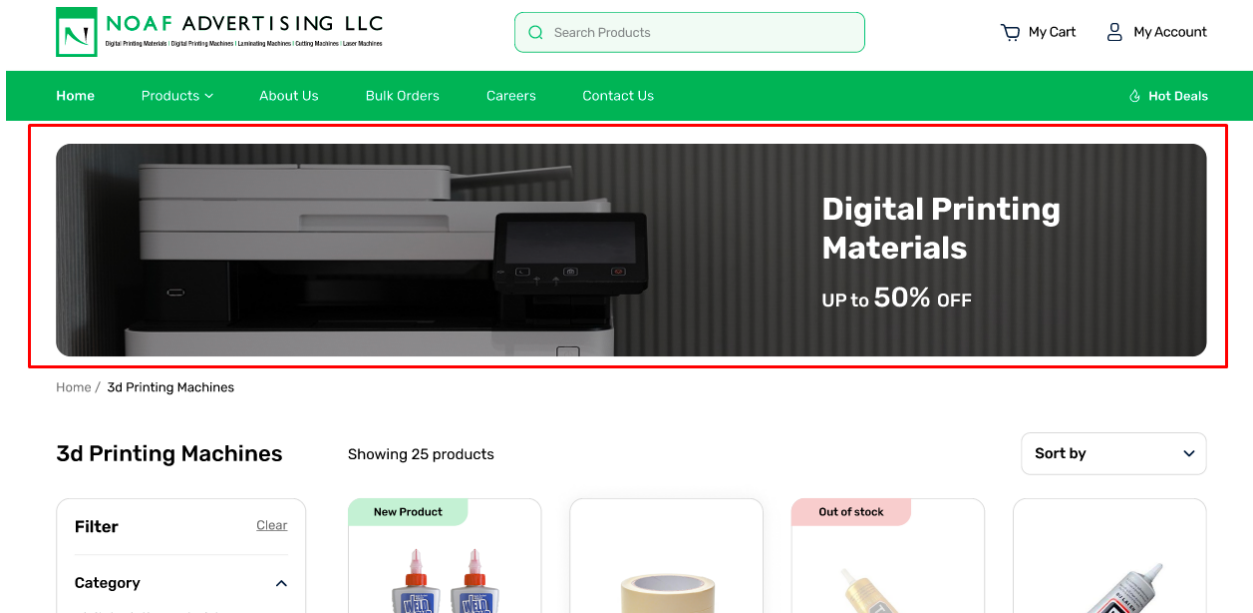 NOAF ADVERTISING LLC
Digital Printing Materials | Digital Printing Machines | Laminating Machines | Cutting Machines | Laser Machines
Search Products
My Cart
My Account
Home
Products
About Us
Bulk Orders
Careers
Contact Us
Hot Deals
Digital Printing
Materials
UP to 50% OFF
Home / 3d Printing Machines
3d Printing Machines
Showing 25 products
Sort by
Filter
Clear
New Product
Out of stock
Category
WELD
WELD